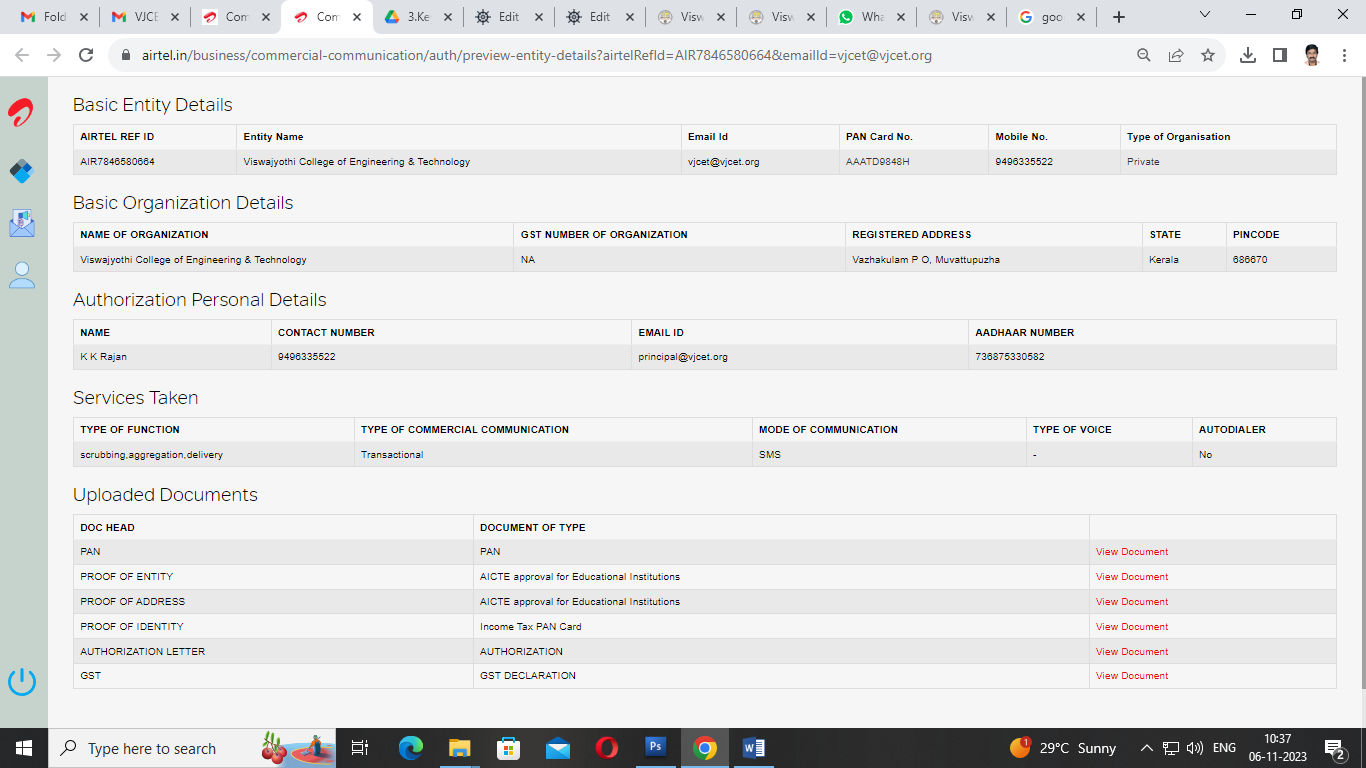 Fold
VJCE
Com
Com
3.Ke
Edit
Edit
Visw
Visw
Wha
Visw
goo
airtel.in/business/commercial-communication/auth/preview-entity-details?airtelRefId=AIR7846580664&emailId=vjcet@vjcet.org
Basic Entity Details
AIRTEL REF ID Entity Name Email Id PAN Card No. Mobile No. Type of Organisation
AIR7846580664 Viswajyothi College of Engineering & Technology vjcet@vjcet.org AAATD9848H 9496335522 Private
Basic Organization Details
NAME OF ORGANIZATION GST NUMBER OF ORGANIZATION REGISTERED ADDRESS STATE PINCODE
Viswajyothi College of Engineering & Technology NA Vazhakulam P O, Muvattupuzha Kerala 686670
Authorization Personal Details
NAME CONTACT NUMBER EMAIL ID AADHAAR NUMBER
K K Rajan 9496335522 principal@vjcet.org 736875330582
Services Taken
TYPE OF FUNCTION TYPE OF COMMERCIAL COMMUNICATION MODE OF COMMUNICATION TYPE OF VOICE AUTODIALER
scrubbing,aggregation,delivery Transactional SMS - No
Uploaded Documents
DOC HEAD DOCUMENT OF TYPE
PAN PAN View Document
PROOF OF ENTITY AICTE approval for Educational Institutions View Document
PROOF OF ADDRESS AICTE approval for Educational Institutions View Document
PROOF OF IDENTITY Income Tax PAN Card View Document
AUTHORIZATION LETTER AUTHORIZATION View Document
GST GST DECLARATION View Document
Type here to search
Ps
W
1
29°C Sunny
ENG
10:37
06-11-2023
2